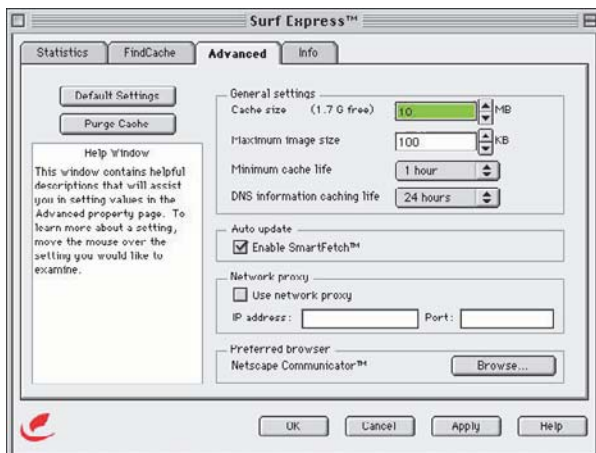 Surf Express™
Statistics
FindCache
Advanced
Info
Default Settings
Purge Cache
Help Window
This window contains helpful
descriptions that will assist
you in setting values in the
Advanced property page. To
learn more about a setting,
move the mouse over the
setting you would like to
examine.
General settings
Cache size (1.7 G free) 10 MB
Maximum image size 100 KB
Minimum cache life 1 hour
DNS information caching life 24 hours
Auto update
Enable SmartFetch™
Network proxy
Use network proxy
IP address: Port:
Preferred browser
Netscape Communicator™ Browse...
OK Cancel Apply Help